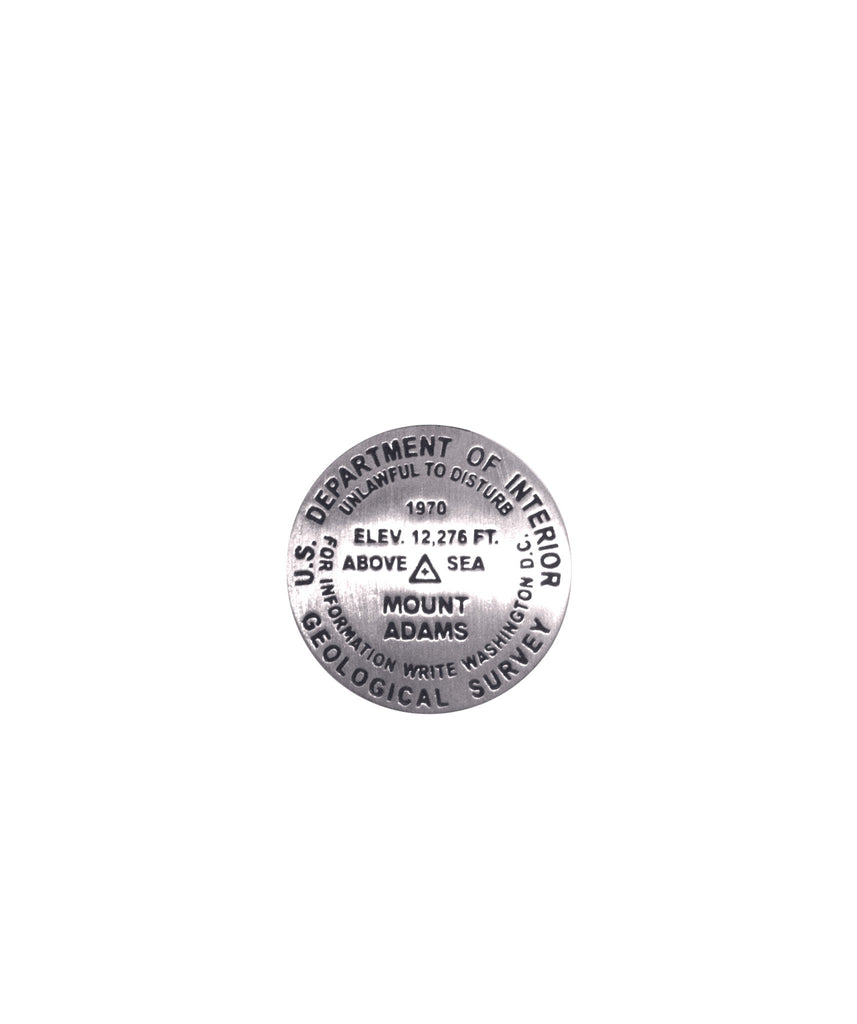 U.S. DEPARTMENT OF INTERIOR
UNLAWFUL TO DISTURB
1970
ELEV. 12,276 FT.
ABOVE SEA
MOUNT
ADAMS
FOR INFORMATION WRITE WASHINGTON D.C.
GEOLOGICAL SURVEY